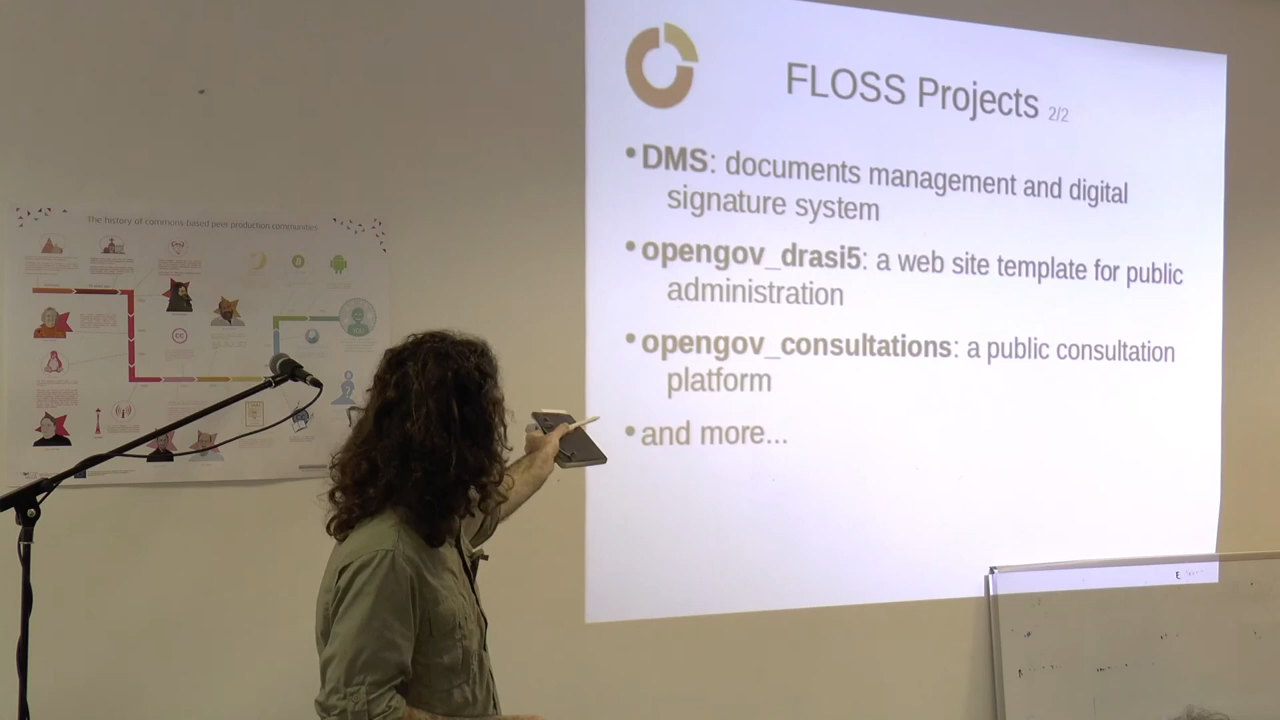 The history of commons-based peer production communities
FLOSS Projects 2/2
•DMS: documents management and digital
signature system
•opengov_drasi5: a web site template for public
administration
•opengov_consultations: a public consultation
platform
•and more...